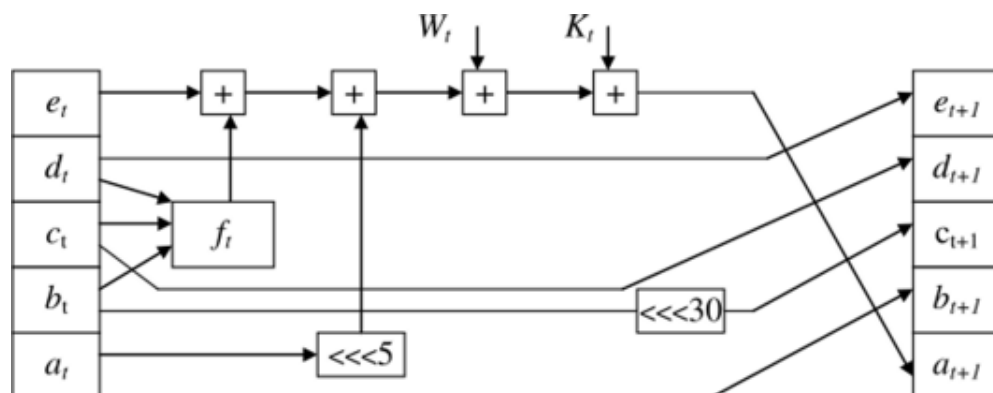 W_t K_t
e_t + + + + e_{t+1}
d_t d_{t+1}
c_t f_t c_{t+1}
b_t <<<30 b_{t+1}
a_t <<<5 a_{t+1}